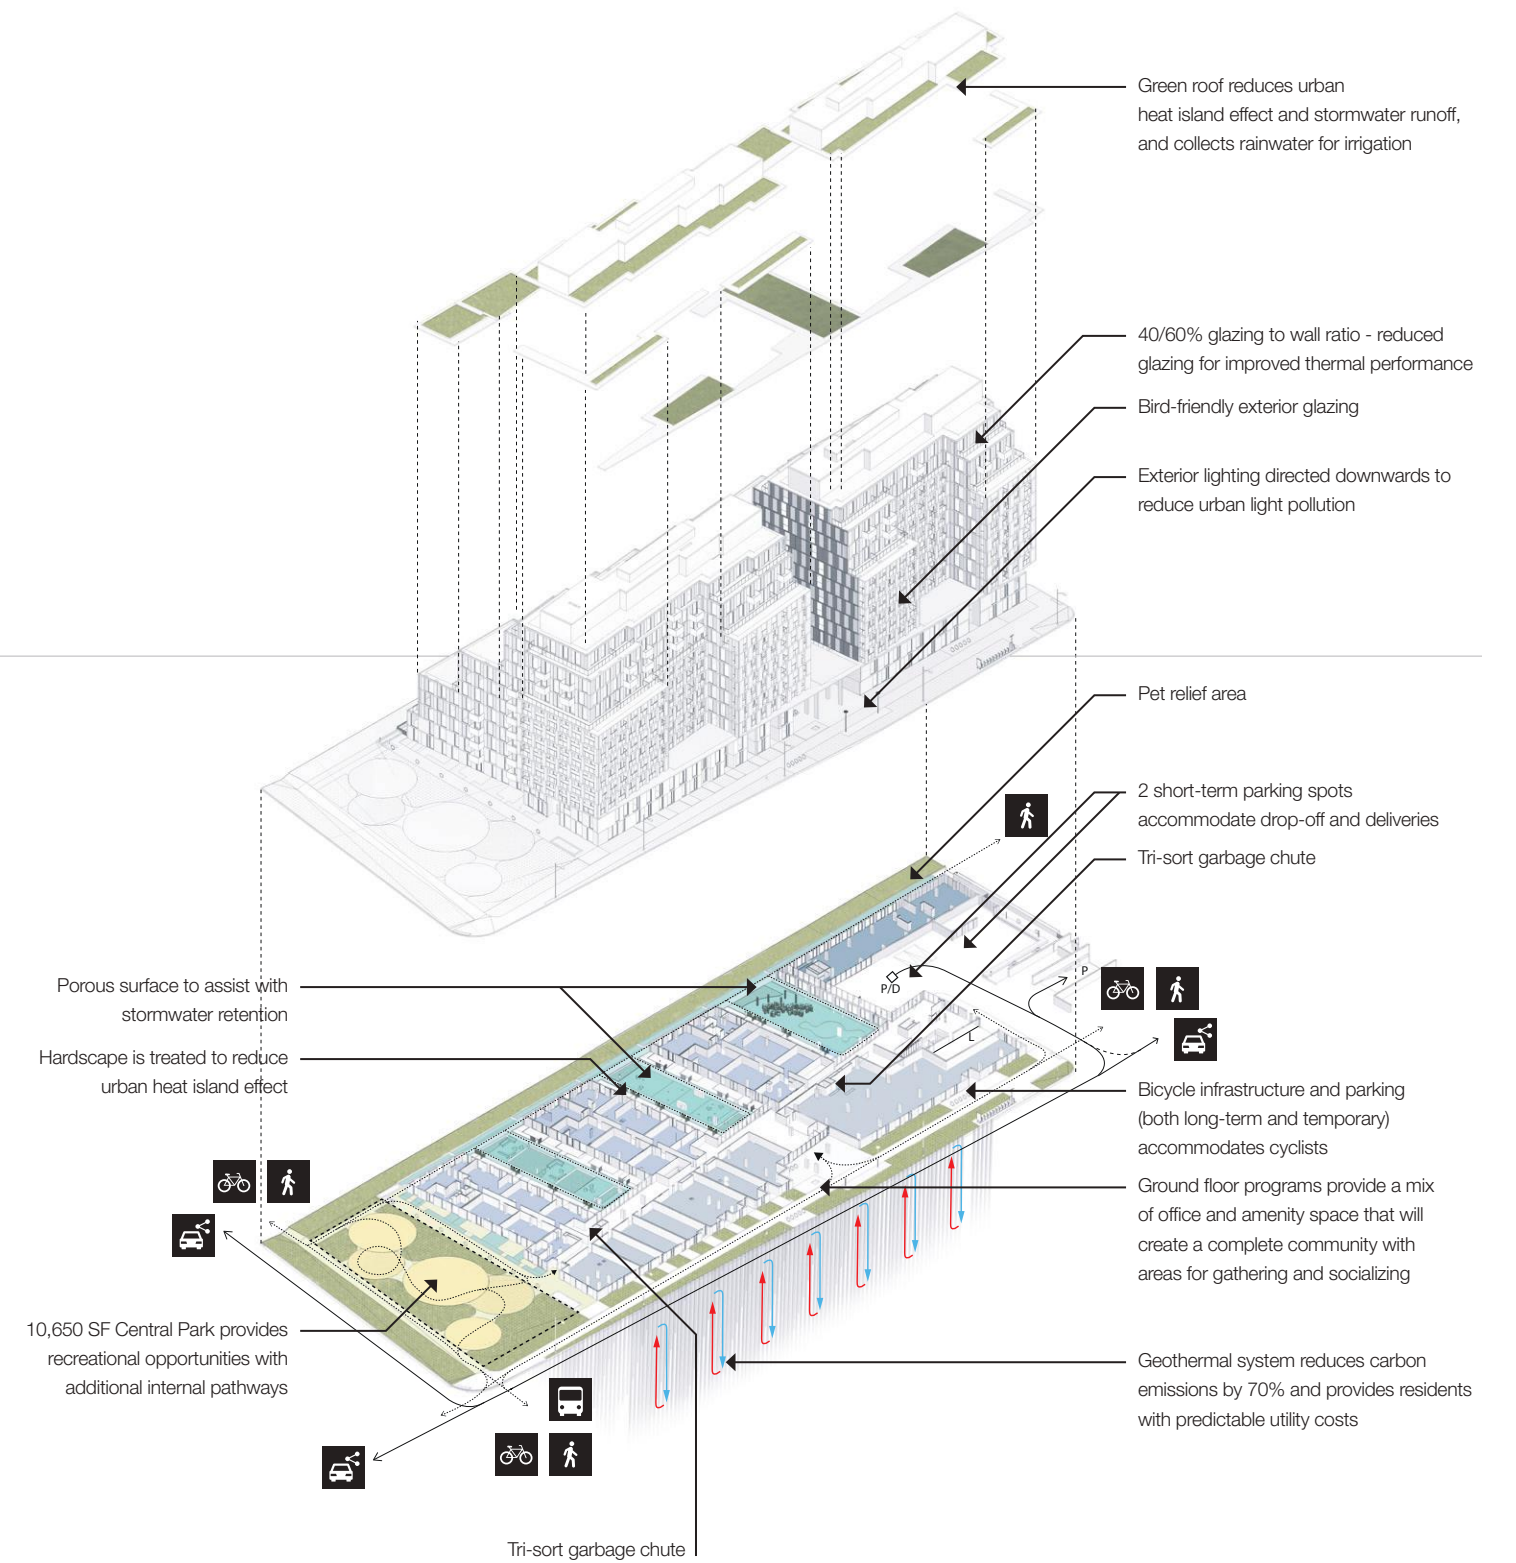 Green roof reduces urban
heat island effect and stormwater runoff,
and collects rainwater for irrigation
40/60% glazing to wall ratio - reduced
glazing for improved thermal performance
Bird-friendly exterior glazing
Exterior lighting directed downwards to
reduce urban light pollution
Pet relief area
2 short-term parking spots
accommodate drop-off and deliveries
Tri-sort garbage chute
P
P/D
L
Porous surface to assist with
stormwater retention
Hardscape is treated to reduce
urban heat island effect
Bicycle infrastructure and parking
(both long-term and temporary)
accommodates cyclists
Ground floor programs provide a mix
of office and amenity space that will
create a complete community with
areas for gathering and socializing
10,650 SF Central Park provides
recreational opportunities with
additional internal pathways
Geothermal system reduces carbon
emissions by 70% and provides residents
with predictable utility costs
Tri-sort garbage chute